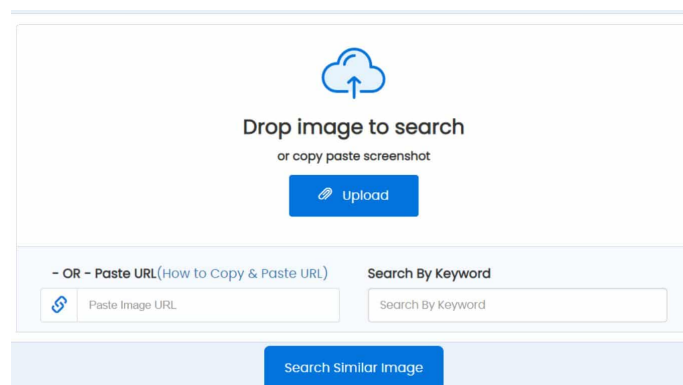 Drop image to search
or copy paste screenshot
Upload
- OR - Paste URL(How to Copy & Paste URL)
Paste Image URL
Search By Keyword
Search By Keyword
Search Similar Image